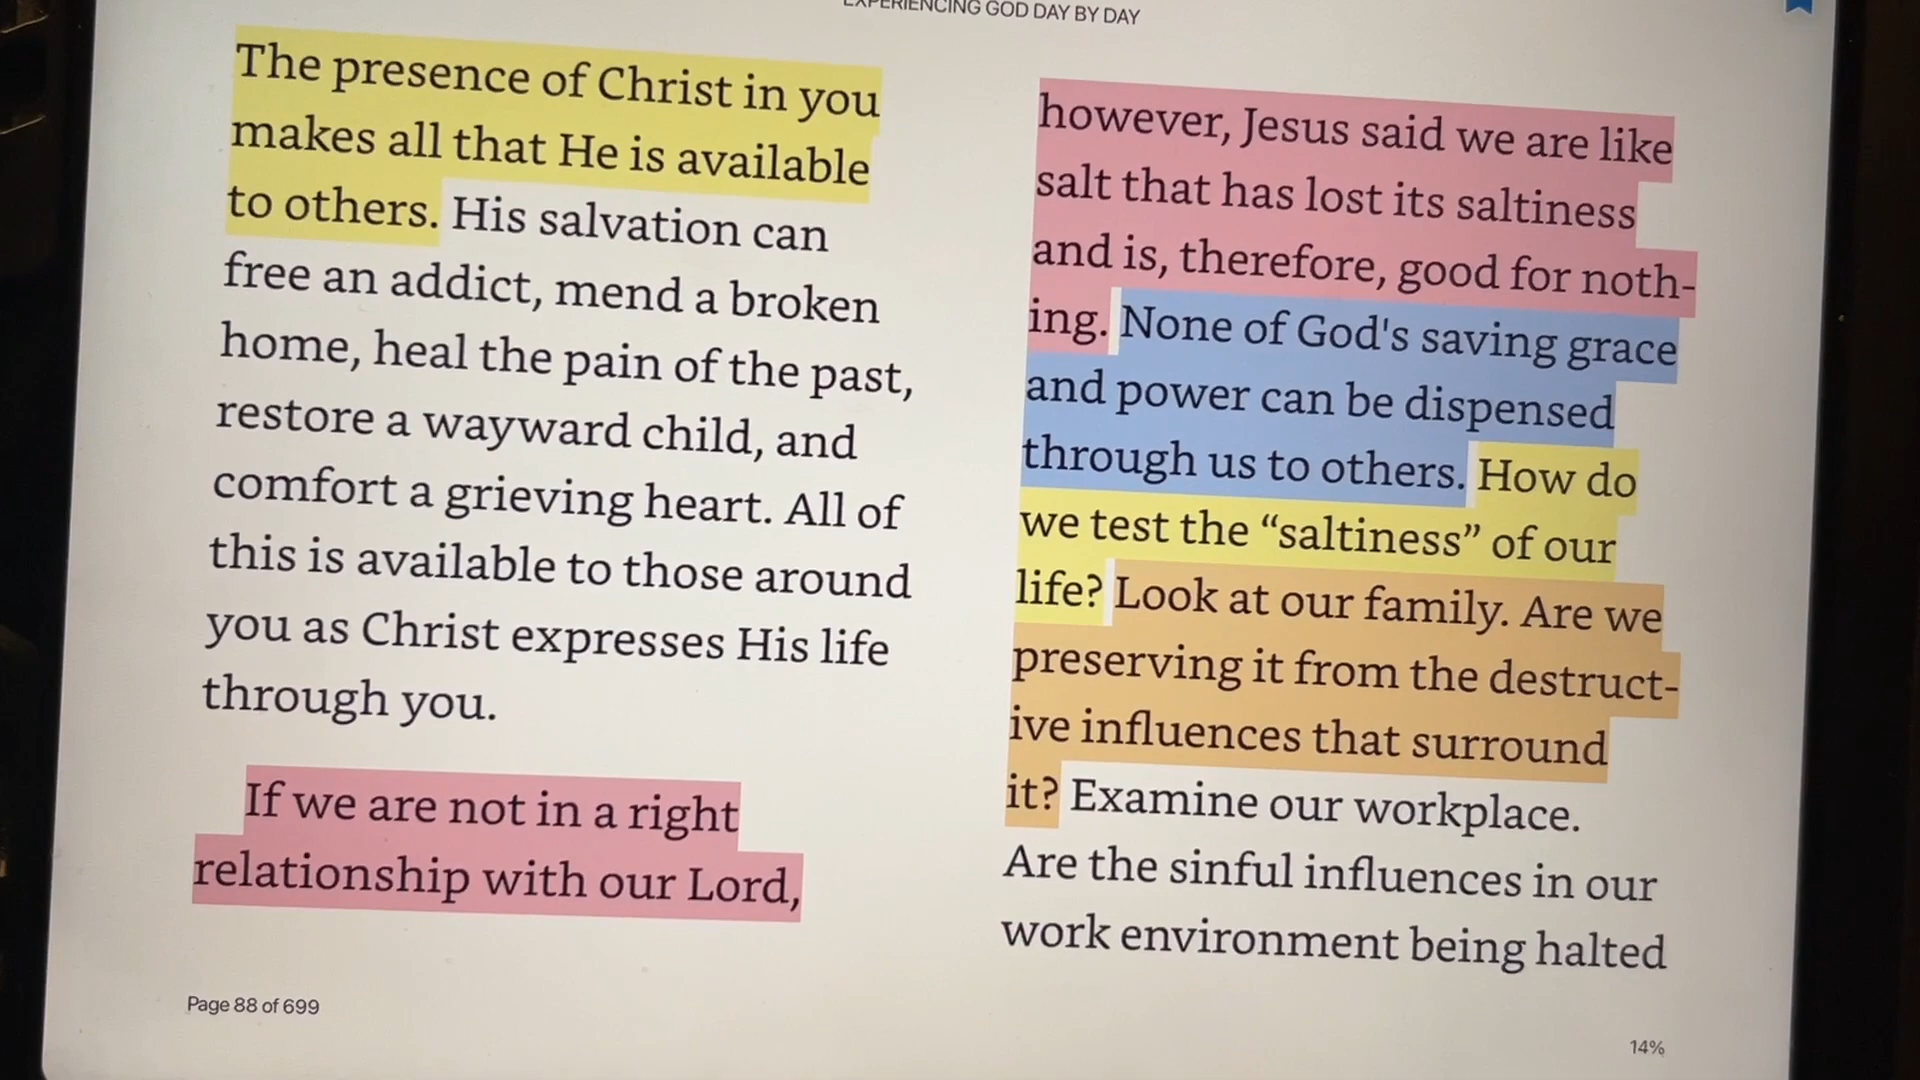 EXPERIENCING GOD DAY BY DAY
The presence of Christ in you
makes all that He is available
to others. His salvation can
free an addict, mend a broken
home, heal the pain of the past,
restore a wayward child, and
comfort a grieving heart. All of
this is available to those around
you as Christ expresses His life
through you.
If we are not in a right
relationship with our Lord,
however, Jesus said we are like
salt that has lost its saltiness
and is, therefore, good for noth-
ing. None of God's saving grace
and power can be dispensed
through us to others. How do
we test the “saltiness” of our
life? Look at our family. Are we
preserving it from the destruct-
ive influences that surround
it? Examine our workplace.
Are the sinful influences in our
work environment being halted
Page 88 of 699
14%